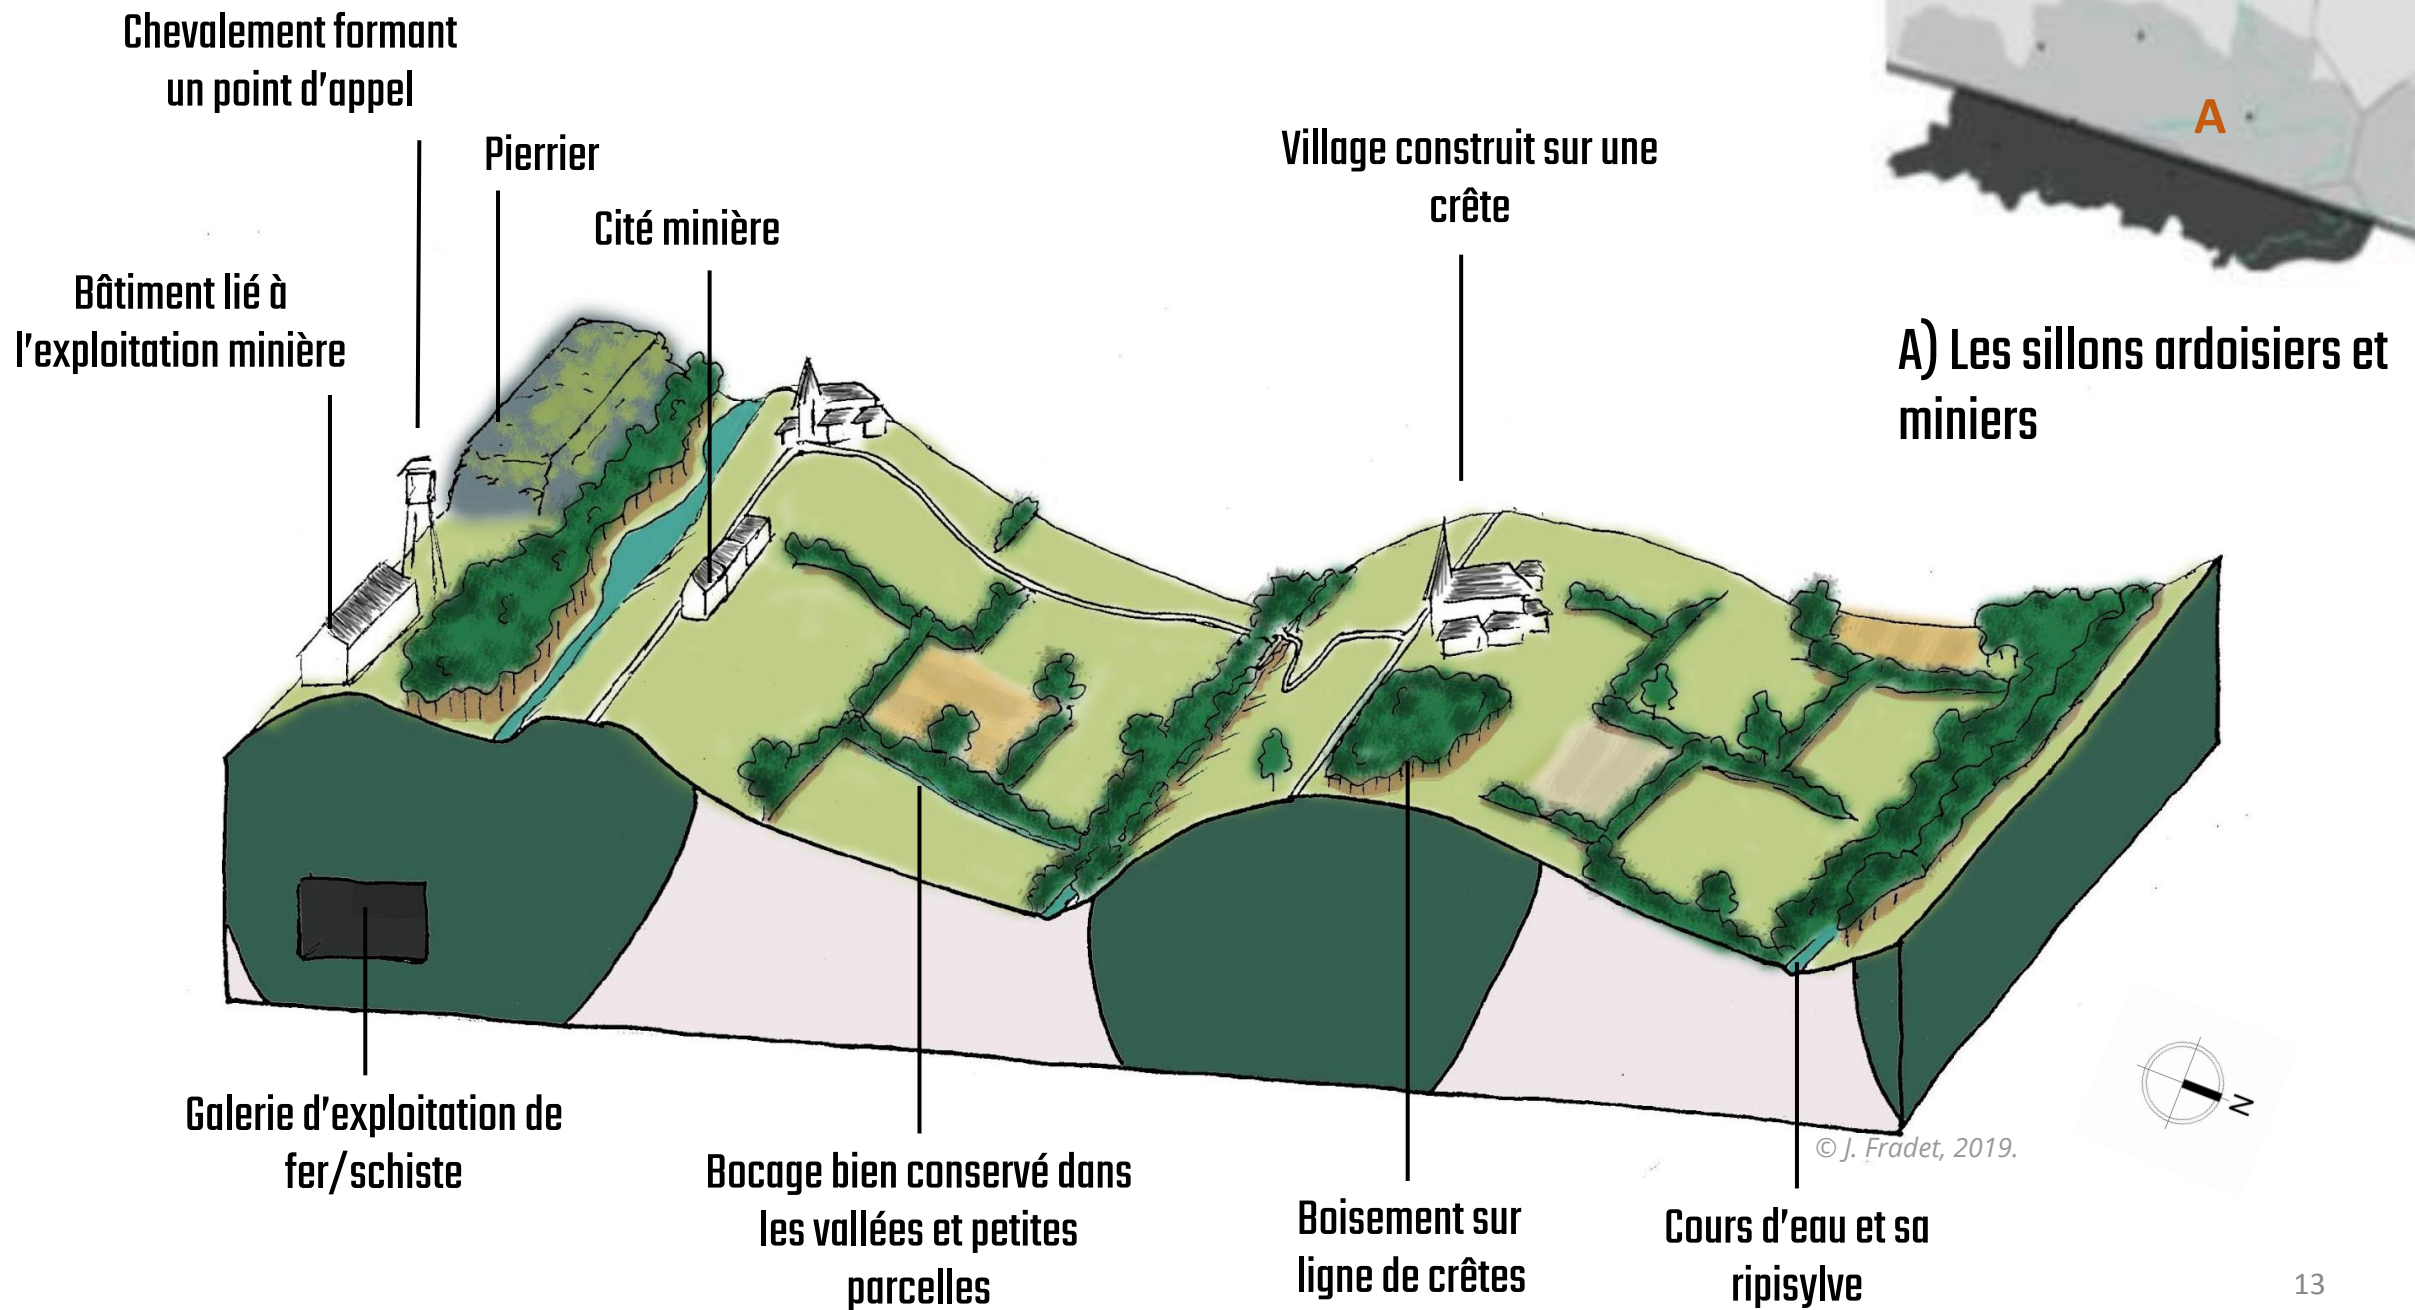 Chevalement formant
un point d'appel
Pierrier
Cité minière
Bâtiment lié à
l'exploitation minière
Village construit sur une
crête
A
A) Les sillons ardoisiers et
miniers
Galerie d'exploitation de
fer/schiste
Bocage bien conservé dans
les vallées et petites
parcelles
Boisement sur
ligne de crêtes
Cours d'eau et sa
ripisylve
N
© J. Fradet, 2019.
13